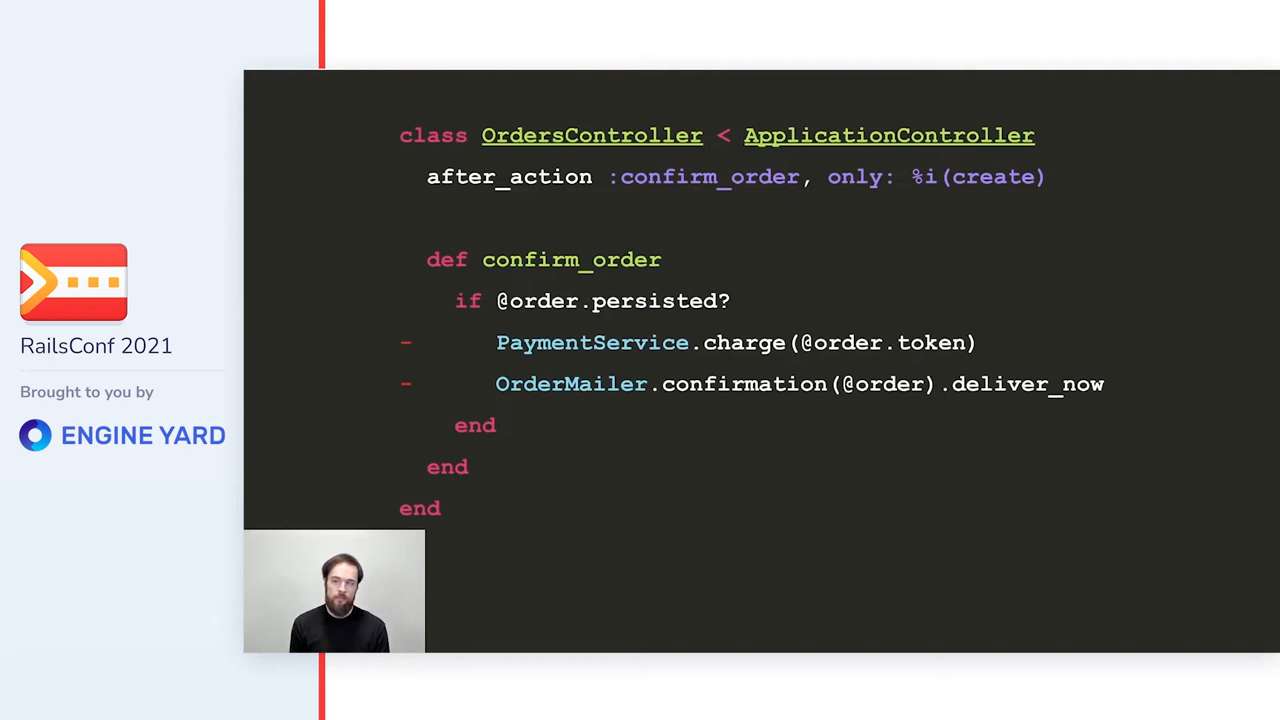 class OrdersController < ApplicationController
after_action :confirm_order, only: %i(create)
def confirm_order
if @order.persisted?
- PaymentService.charge(@order.token)
- OrderMailer.confirmation(@order).deliver_now
end
end
end
RailsConf 2021
Brought to you by
ENGINE YARD